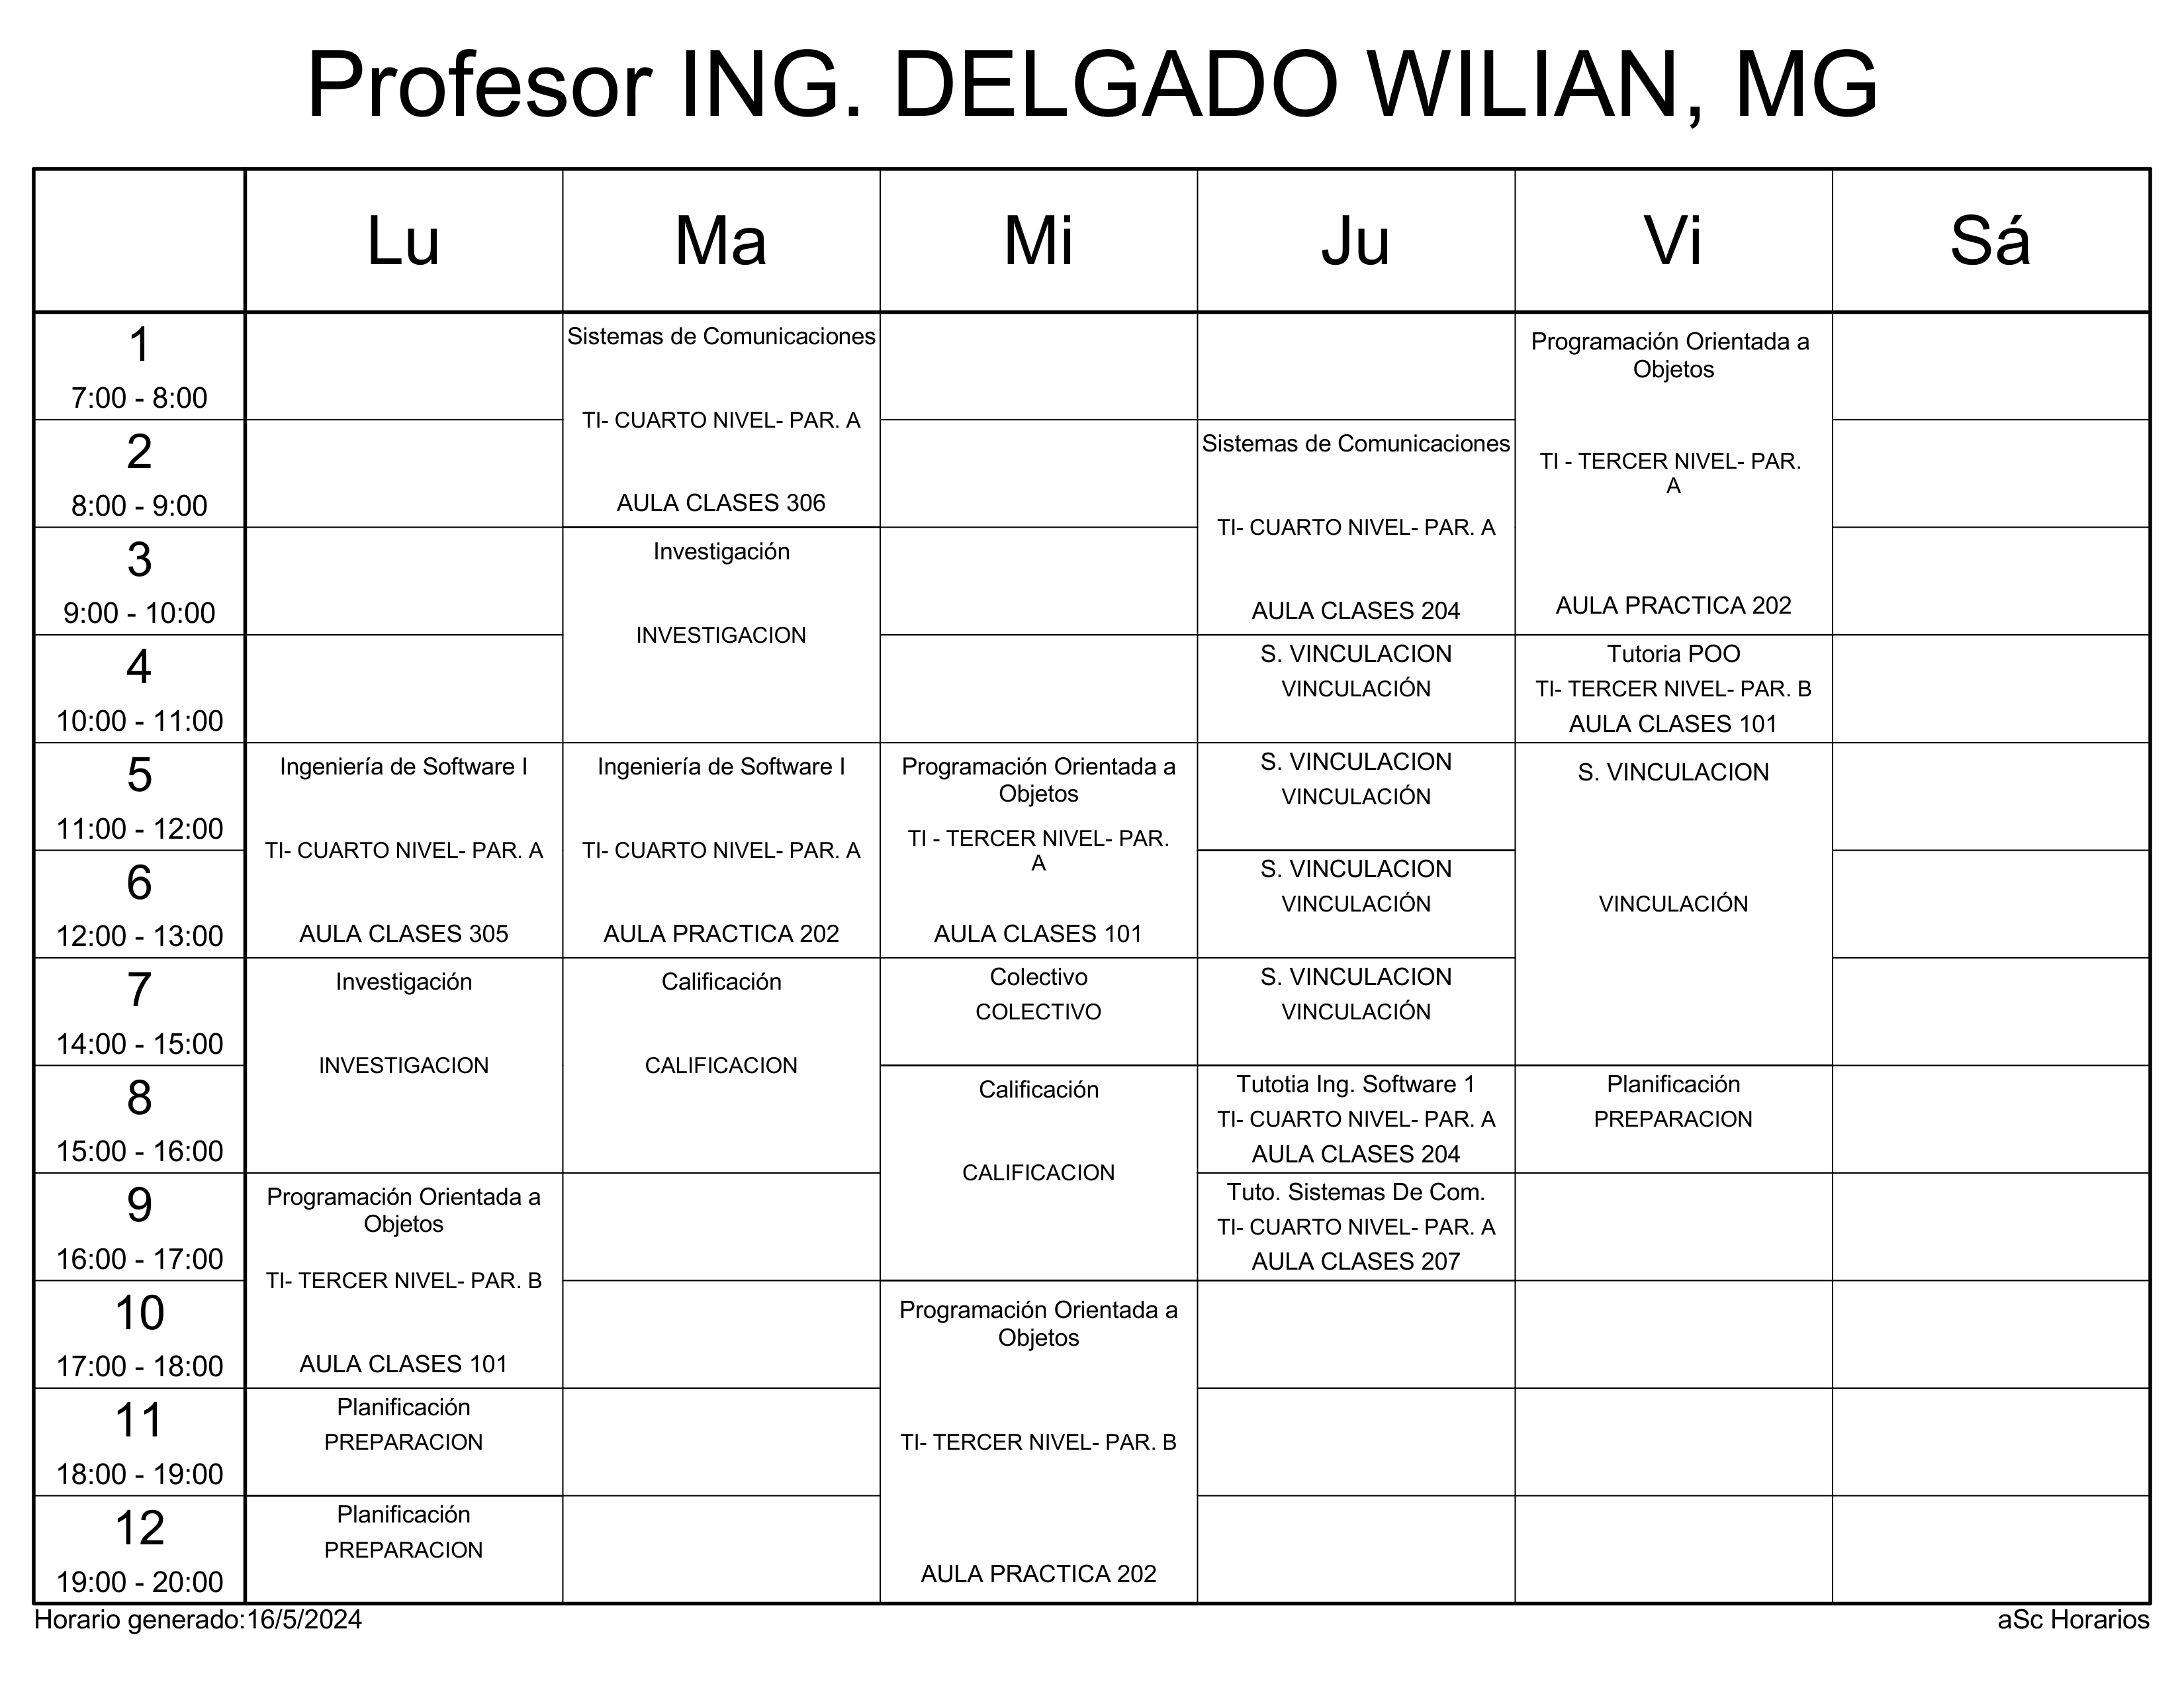 Profesor ING. DELGADO WILIAN, MG
Lu
Ma
Mi
Ju
Vi
Sá
1
7:00 - 8:00
Sistemas de Comunicaciones
TI- CUARTO NIVEL- PAR. A
AULA CLASES 306
Programación Orientada a
Objetos
TI - TERCER NIVEL- PAR.
A
AULA PRACTICA 202
2
8:00 - 9:00
Sistemas de Comunicaciones
TI- CUARTO NIVEL- PAR. A
AULA CLASES 204
3
9:00 - 10:00
Investigación
INVESTIGACION
4
10:00 - 11:00
S. VINCULACION
VINCULACIÓN
Tutoria POO
TI- TERCER NIVEL- PAR. B
AULA CLASES 101
5
11:00 - 12:00
Ingeniería de Software I
TI- CUARTO NIVEL- PAR. A
AULA CLASES 305
Ingeniería de Software I
TI- CUARTO NIVEL- PAR. A
AULA PRACTICA 202
Programación Orientada a
Objetos
TI - TERCER NIVEL- PAR.
A
AULA CLASES 101
S. VINCULACION
VINCULACIÓN
S. VINCULACION
VINCULACIÓN
6
12:00 - 13:00
S. VINCULACION
VINCULACIÓN
7
14:00 - 15:00
Investigación
INVESTIGACION
Calificación
CALIFICACION
Colectivo
COLECTIVO
S. VINCULACION
VINCULACIÓN
8
15:00 - 16:00
Calificación
CALIFICACION
Tutotia Ing. Software 1
TI- CUARTO NIVEL- PAR. A
AULA CLASES 204
Planificación
PREPARACION
9
16:00 - 17:00
Programación Orientada a
Objetos
TI- TERCER NIVEL- PAR. B
AULA CLASES 101
Tuto. Sistemas De Com.
TI- CUARTO NIVEL- PAR. A
AULA CLASES 207
10
17:00 - 18:00
Programación Orientada a
Objetos
TI- TERCER NIVEL- PAR. B
AULA PRACTICA 202
11
18:00 - 19:00
Planificación
PREPARACION
12
19:00 - 20:00
Planificación
PREPARACION
Horario generado:16/5/2024
aSc Horarios